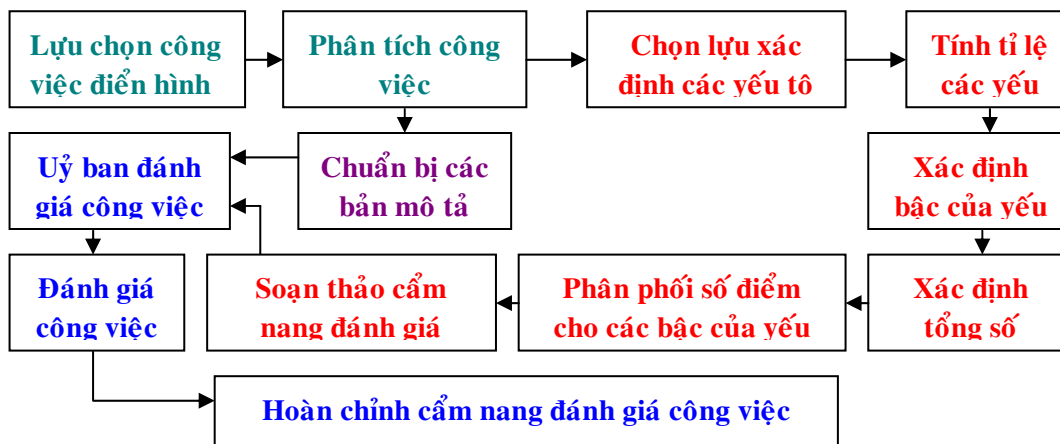 Lựu chọn công
việc điển hình
Phân tích công
việc
Chọn lựu xác
định các yếu tô
Tính tỉ lệ
các yếu
Uỷ ban đánh
giá công việc
Chuẩn bị các
bản mô tả
Xác định
bậc của yếu
Đánh giá
công việc
Soạn thảo cẩm
nang đánh giá
Phân phối số điểm
cho các bậc của yếu
Xác định
tổng số
Hoàn chỉnh cẩm nang đánh giá công việc